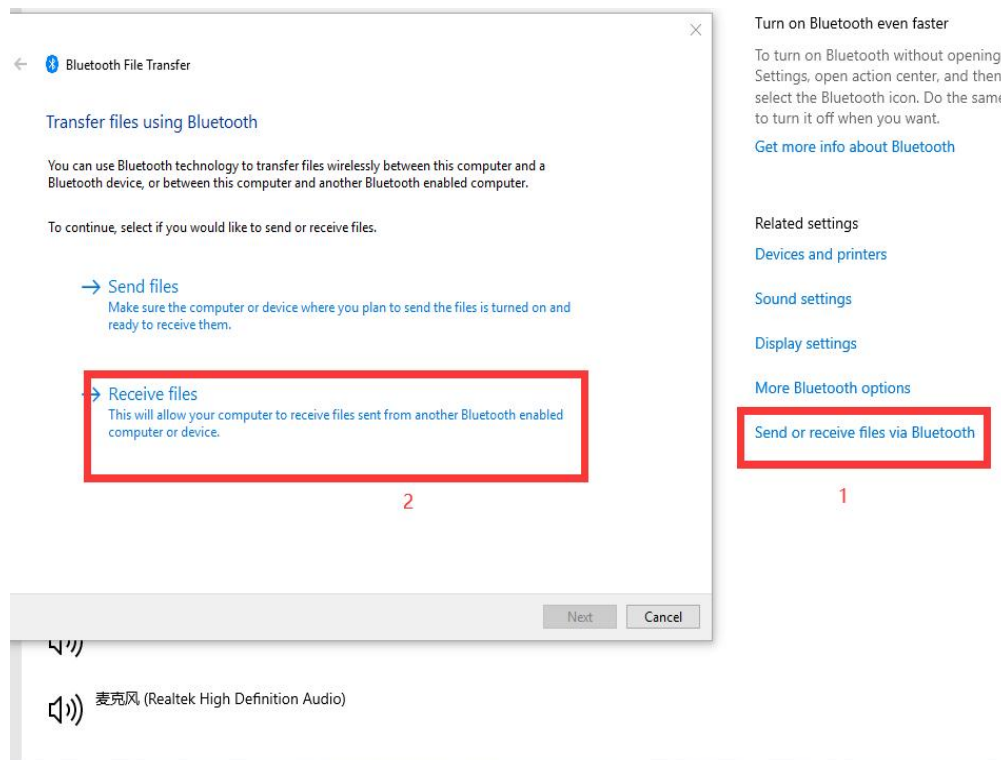 Bluetooth File Transfer
Transfer files using Bluetooth
You can use Bluetooth technology to transfer files wirelessly between this computer and a
Bluetooth device, or between this computer and another Bluetooth enabled computer.
To continue, select if you would like to send or receive files.
Send files
Make sure the computer or device where you plan to send the files is turned on and
ready to receive them.
Receive files
This will allow your computer to receive files sent from another Bluetooth enabled
computer or device.
2
Next
Cancel
麦克风 (Realtek High Definition Audio)
Turn on Bluetooth even faster
To turn on Bluetooth without opening
Settings, open action center, and then
select the Bluetooth icon. Do the same
to turn it off when you want.
Get more info about Bluetooth
Related settings
Devices and printers
Sound settings
Display settings
More Bluetooth options
Send or receive files via Bluetooth
1